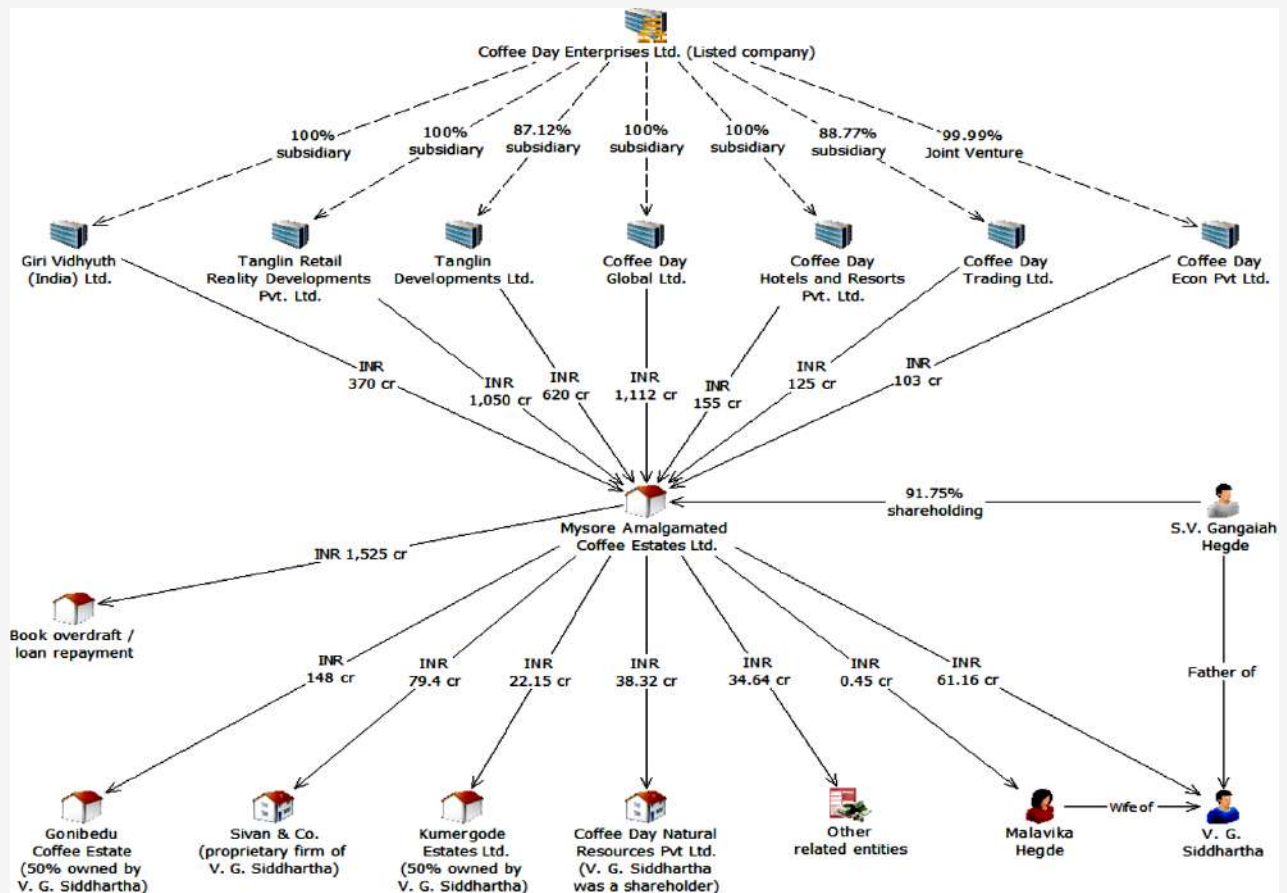 Coffee Day Enterprises Ltd. (Listed company)
100%
subsidiary
100%
subsidiary
87.12%
subsidiary
100%
subsidiary
100%
subsidiary
88.77%
subsidiary
99.99%
Joint Venture
Giri Vidhyuth
(India) Ltd.
Tanglin Retail
Reality Developments
Pvt. Ltd.
Tanglin
Developments Ltd.
Coffee Day
Global Ltd.
Coffee Day
Hotels and Resorts
Pvt. Ltd.
Coffee Day
Trading Ltd.
Coffee Day
Econ Pvt Ltd.
INR
370 cr
INR
1,050 cr
INR
620 cr
INR
1,112 cr
INR
155 cr
INR
125 cr
INR
103 cr
91.75%
shareholding
Mysore Amalgamated
Coffee Estates Ltd.
S.V. Gangaiah
Hegde
INR 1,525 cr
Book overdraft /
loan repayment
INR
148 cr
INR
79.4 cr
INR
22.15 cr
INR
38.32 cr
INR
34.64 cr
INR
0.45 cr
INR
61.16 cr
Father of
Gonibedu
Coffee Estate
(50% owned by
V. G. Siddhartha)
Sivan & Co.
(proprietary firm of
V. G. Siddhartha)
Kumergode
Estates Ltd.
(50% owned by
V. G. Siddhartha)
Coffee Day Natural
Resources Pvt Ltd.
(V. G. Siddhartha
was a shareholder)
Other
related entities
Malavika
Hegde
Wife of
V. G.
Siddhartha